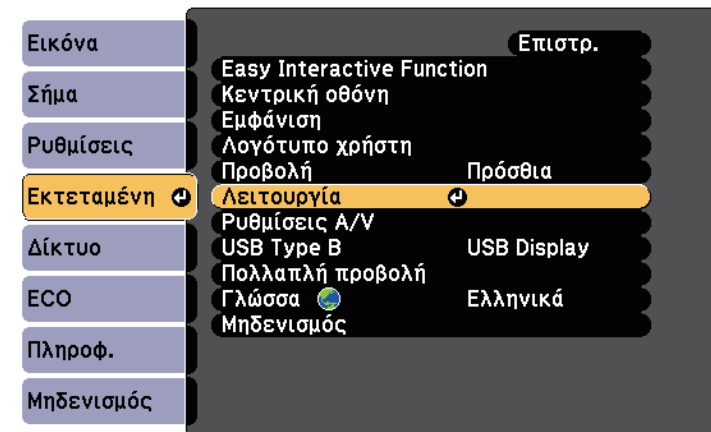 Εικόνα
Σήμα
Ρυθμίσεις
Εκτεταμένη
Δίκτυο
ECO
Πληροφ.
Μηδενισμός
Επιστρ.
Easy Interactive Function
Κεντρική οθόνη
Εμφάνιση
Λογότυπο χρήστη
Προβολή Πρόσθια
Λειτουργία
Ρυθμίσεις A/V
USB Type B USB Display
Πολλαπλή προβολή
Γλώσσα Ελληνικά
Μηδενισμός